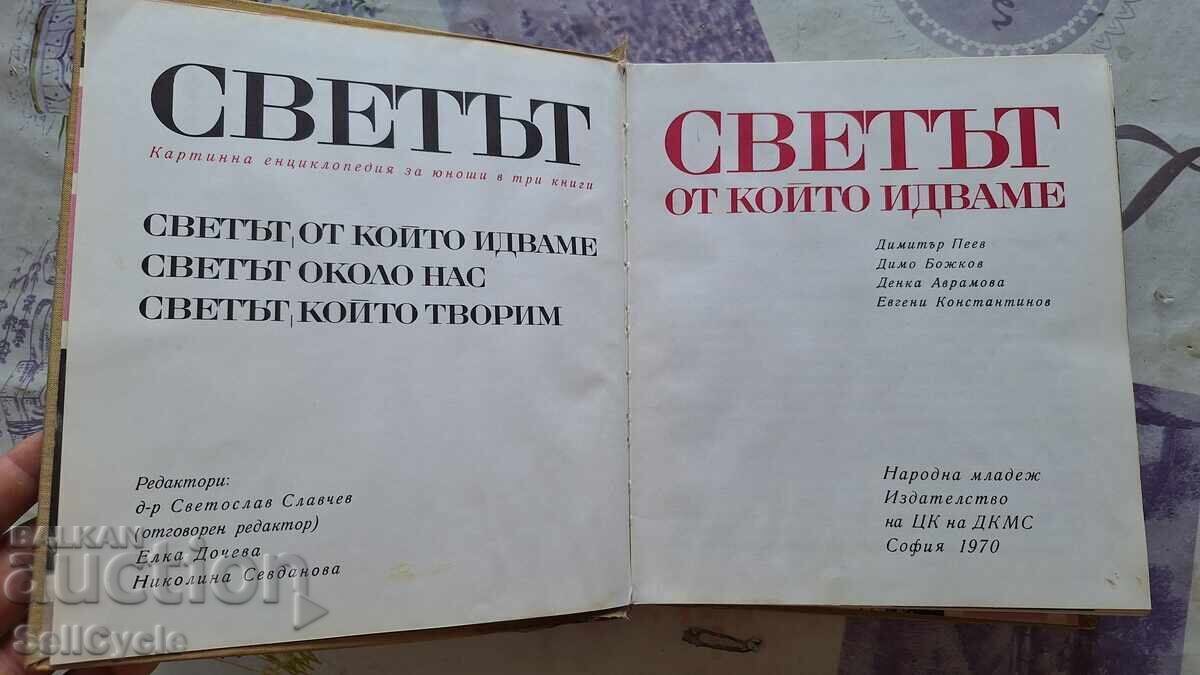 СВЕТЪТ
Картинна енциклопедия за юноши в три книги
СВЕТЪТ, ОТ КОЙТО ИДВАМЕ
СВЕТЪТ ОКОЛО НАС
СВЕТЪТ, КОЙТО ТВОРИМ
Редактори:
д-р Светослав Славчев
(отговорен редактор)
Елка Дочева
Николина Севданова
СВЕТЪТ
ОТ КОЙТО ИДВАМЕ
Димитър Пеев
Димо Божков
Денка Аврамова
Евгени Константинов
Народна младеж
Издателство
на ЦК на ДКМС
София 1970
BALKAN
auction
SellCycle